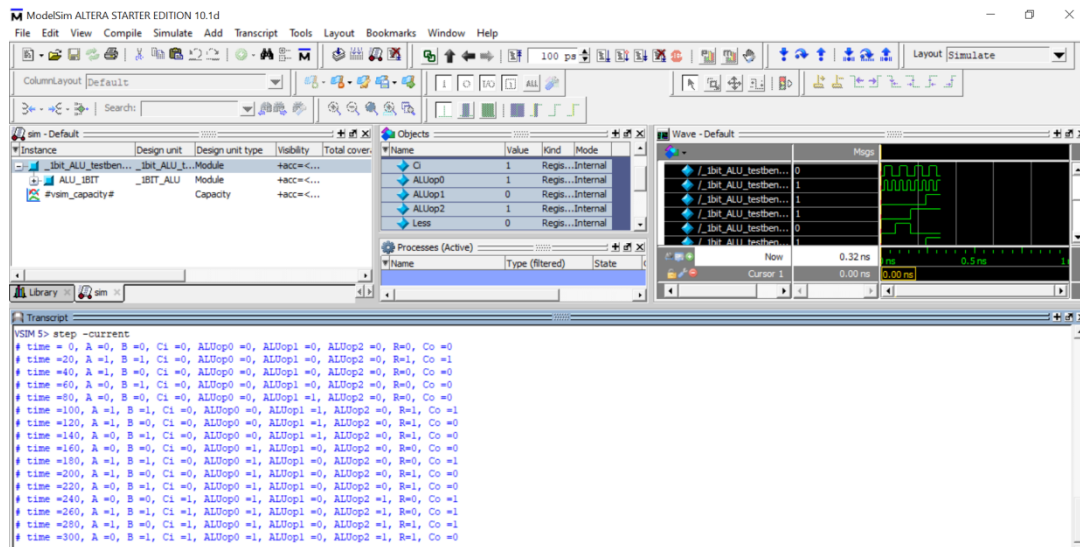 ModelSim ALTERA STARTER EDITION 10.1d
File Edit View Compile Simulate Add Transcript Tools Layout Bookmarks Window Help
100 ps
Layout Simulate
ColumnLayout Default
Search:
sim - Default
Instance Design unit Design unit type Visibility Total cover
_1bit_ALU_testben... _1bit_ALU_t... Module +acc=<...
ALU_1BIT _1BIT_ALU Module +acc=<...
#vsim_capacity# Capacity +acc=<...
Library sim
Objects
Name Value Kind Mode
Ci 1 Regis... Internal
ALUop0 1 Regis... Internal
ALUop1 0 Regis... Internal
ALUop2 1 Regis... Internal
Less 0 Regis... Internal
Processes (Active)
Name Type (filtered) State
Wave - Default
Msgs
/_1bit_ALU_testben... 0
/_1bit_ALU_testben... 1
/_1bit_ALU_testben... 1
/_1bit_ALU_testben... 0
/_1bit_ALU_testben... 1
/_1bit_ALU_testben... 1
Now 0.32 ns
ns 0.5 ns 1
Cursor 1 0.00 ns 0.00 ns
Transcript
VSIM 5> step -current
# time = 0, A =0, B =0, Ci =0, ALUop0 =0, ALUop1 =0, ALUop2 =0, R=0, Co =0
# time =20, A =1, B =1, Ci =0, ALUop0 =0, ALUop1 =0, ALUop2 =0, R=1, Co =1
# time =40, A =1, B =0, Ci =0, ALUop0 =0, ALUop1 =0, ALUop2 =0, R=0, Co =0
# time =60, A =0, B =1, Ci =0, ALUop0 =0, ALUop1 =0, ALUop2 =0, R=0, Co =0
# time =80, A =0, B =0, Ci =0, ALUop0 =0, ALUop1 =1, ALUop2 =0, R=0, Co =0
# time =100, A =1, B =1, Ci =0, ALUop0 =0, ALUop1 =1, ALUop2 =0, R=1, Co =1
# time =120, A =1, B =0, Ci =0, ALUop0 =0, ALUop1 =1, ALUop2 =0, R=1, Co =0
# time =140, A =0, B =1, Ci =0, ALUop0 =0, ALUop1 =1, ALUop2 =0, R=1, Co =0
# time =160, A =0, B =0, Ci =0, ALUop0 =1, ALUop1 =0, ALUop2 =0, R=0, Co =0
# time =180, A =1, B =1, Ci =0, ALUop0 =1, ALUop1 =0, ALUop2 =0, R=0, Co =1
# time =200, A =1, B =0, Ci =0, ALUop0 =1, ALUop1 =0, ALUop2 =0, R=1, Co =0
# time =220, A =0, B =1, Ci =0, ALUop0 =1, ALUop1 =0, ALUop2 =0, R=1, Co =0
# time =240, A =0, B =0, Ci =1, ALUop0 =1, ALUop1 =0, ALUop2 =1, R=0, Co =1
# time =260, A =1, B =1, Ci =1, ALUop0 =1, ALUop1 =0, ALUop2 =1, R=0, Co =1
# time =280, A =1, B =0, Ci =1, ALUop0 =1, ALUop1 =0, ALUop2 =1, R=1, Co =1
# time =300, A =0, B =1, Ci =1, ALUop0 =1, ALUop1 =0, ALUop2 =1, R=1, Co =0